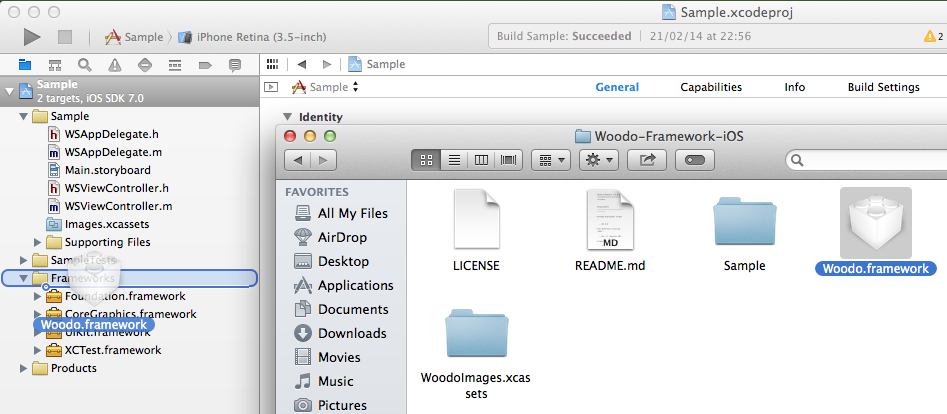 Sample.xcodeproj
Sample
iPhone Retina (3.5-inch)
Build Sample: Succeeded
21/02/14 at 22:56
2
Sample
2 targets, iOS SDK 7.0
Sample
WSAppDelegate.h
WSAppDelegate.m
Main.storyboard
WSViewController.h
WSViewController.m
Images.xcassets
Supporting Files
SampleTests
Frameworks
Foundation.framework
CoreGraphics.framework
Woodo.framework
UIKit.framework
XCTest.framework
Products
Sample
Sample
General
Capabilities
Info
Build Settings
Identity
Woodo-Framework-iOS
FAVORITES
All My Files
AirDrop
Desktop
Applications
Documents
Downloads
Movies
Music
Pictures
LICENSE
MD
README.md
Sample
Woodo.framework
WoodoImages.xcas
sets